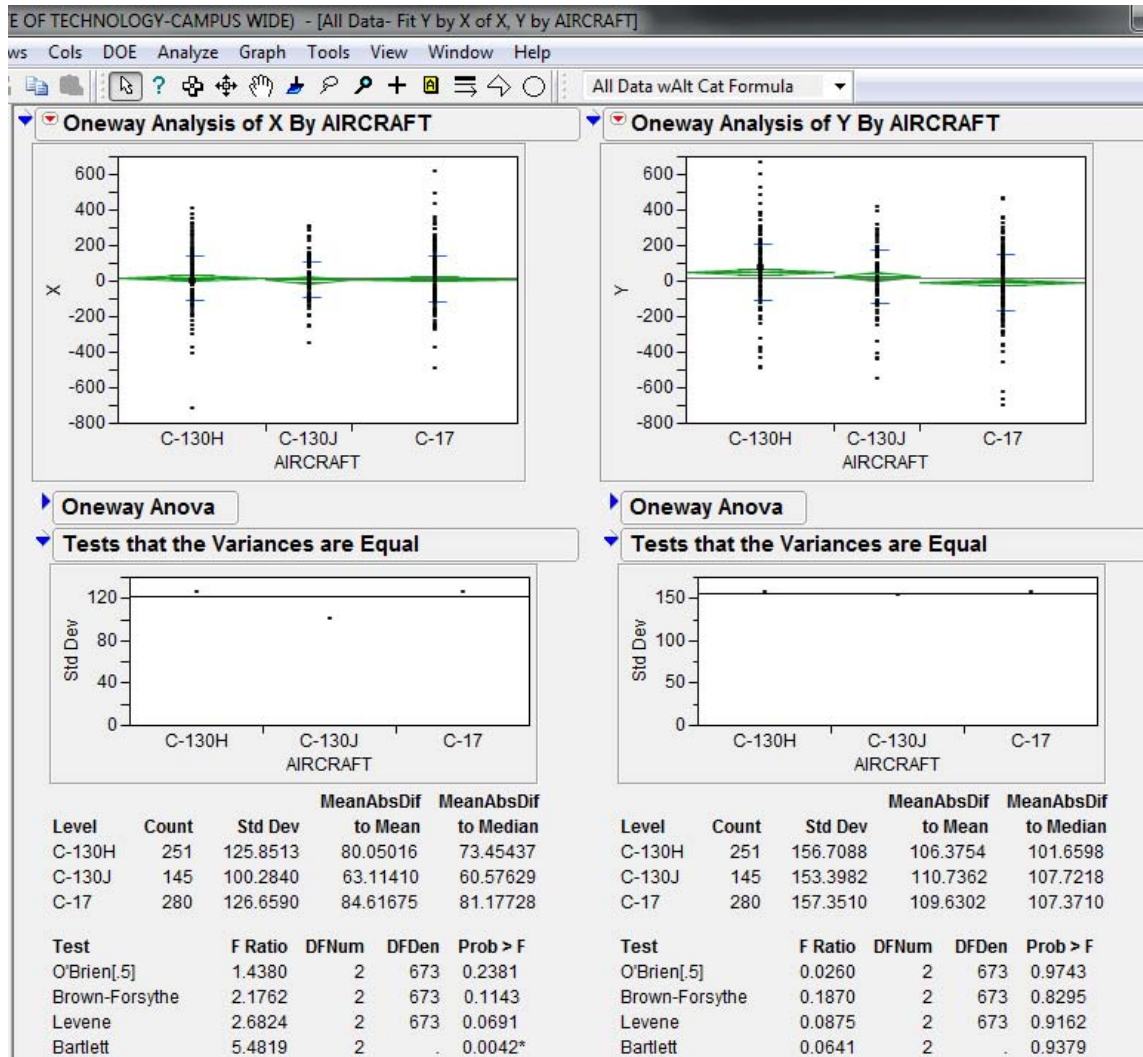 E OF TECHNOLOGY-CAMPUS WIDE) - [All Data- Fit Y by X of X, Y by AIRCRAFT]
ws Cols DOE Analyze Graph Tools View Window Help
All Data wAlt Cat Formula
Oneway Analysis of X By AIRCRAFT
600
400
200
0
-200
-400
-600
-800
X
C-130H C-130J C-17
AIRCRAFT
Oneway Anova
Tests that the Variances are Equal
120
80
40
0
Std Dev
C-130H C-130J C-17
AIRCRAFT
MeanAbsDif MeanAbsDif
Level Count Std Dev to Mean to Median
C-130H 251 125.8513 80.05016 73.45437
C-130J 145 100.2840 63.11410 60.57629
C-17 280 126.6590 84.61675 81.17728
Test F Ratio DFNum DFDen Prob > F
O'Brien[.5] 1.4380 2 673 0.2381
Brown-Forsythe 2.1762 2 673 0.1143
Levene 2.6824 2 673 0.0691
Bartlett 5.4819 2 . 0.0042*
Oneway Analysis of Y By AIRCRAFT
600
400
200
0
-200
-400
-600
-800
Y
C-130H C-130J C-17
AIRCRAFT
Oneway Anova
Tests that the Variances are Equal
150
100
50
0
Std Dev
C-130H C-130J C-17
AIRCRAFT
MeanAbsDif MeanAbsDif
Level Count Std Dev to Mean to Median
C-130H 251 156.7088 106.3754 101.6598
C-130J 145 153.3982 110.7362 107.7218
C-17 280 157.3510 109.6302 107.3710
Test F Ratio DFNum DFDen Prob > F
O'Brien[.5] 0.0260 2 673 0.9743
Brown-Forsythe 0.1870 2 673 0.8295
Levene 0.0875 2 673 0.9162
Bartlett 0.0641 2 . 0.9379